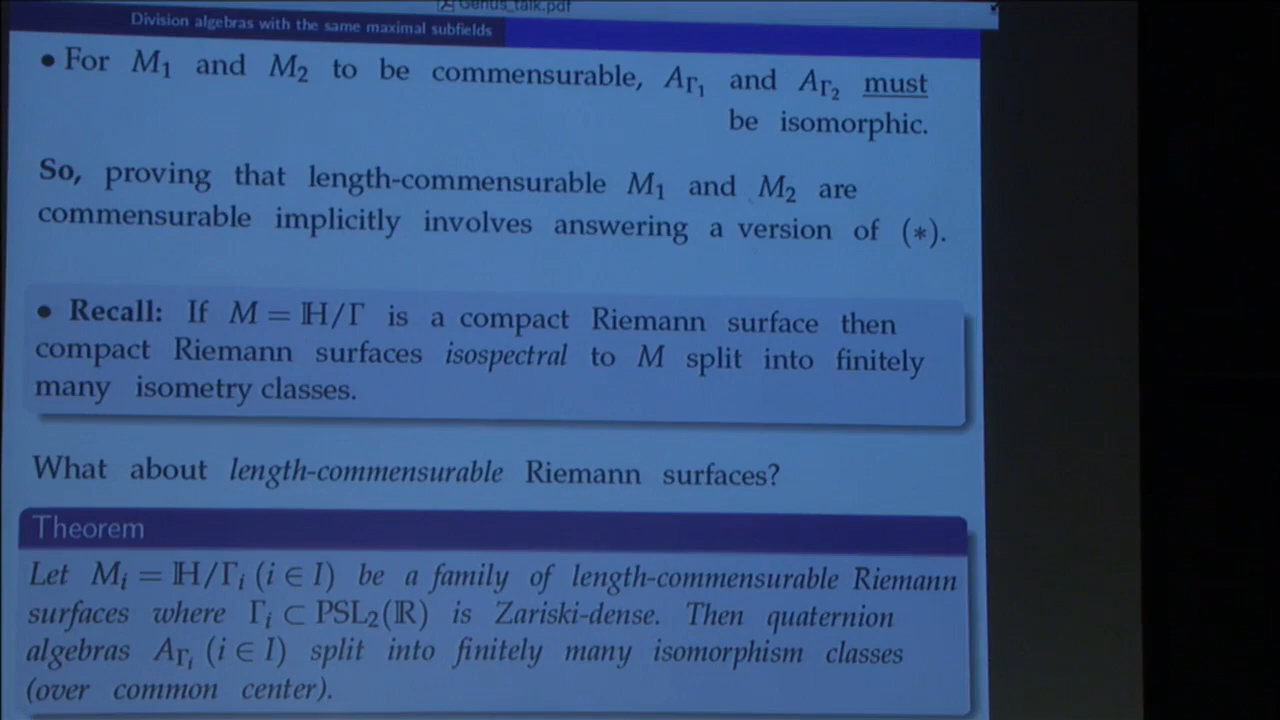 Genus_talk.pdf
Division algebras with the same maximal subfields
• For M₁ and M₂ to be commensurable, A_Γ₁ and A_Γ₂ must
be isomorphic.
So, proving that length-commensurable M₁ and M₂ are
commensurable implicitly involves answering a version of (∗).
• Recall: If M = ℍ/Γ is a compact Riemann surface then
compact Riemann surfaces isospectral to M split into finitely
many isometry classes.
What about length-commensurable Riemann surfaces?
Theorem
Let Mᵢ = ℍ/Γᵢ (i ∈ I) be a family of length-commensurable Riemann
surfaces where Γᵢ ⊂ PSL₂(ℝ) is Zariski-dense. Then quaternion
algebras A_Γᵢ (i ∈ I) split into finitely many isomorphism classes
(over common center).